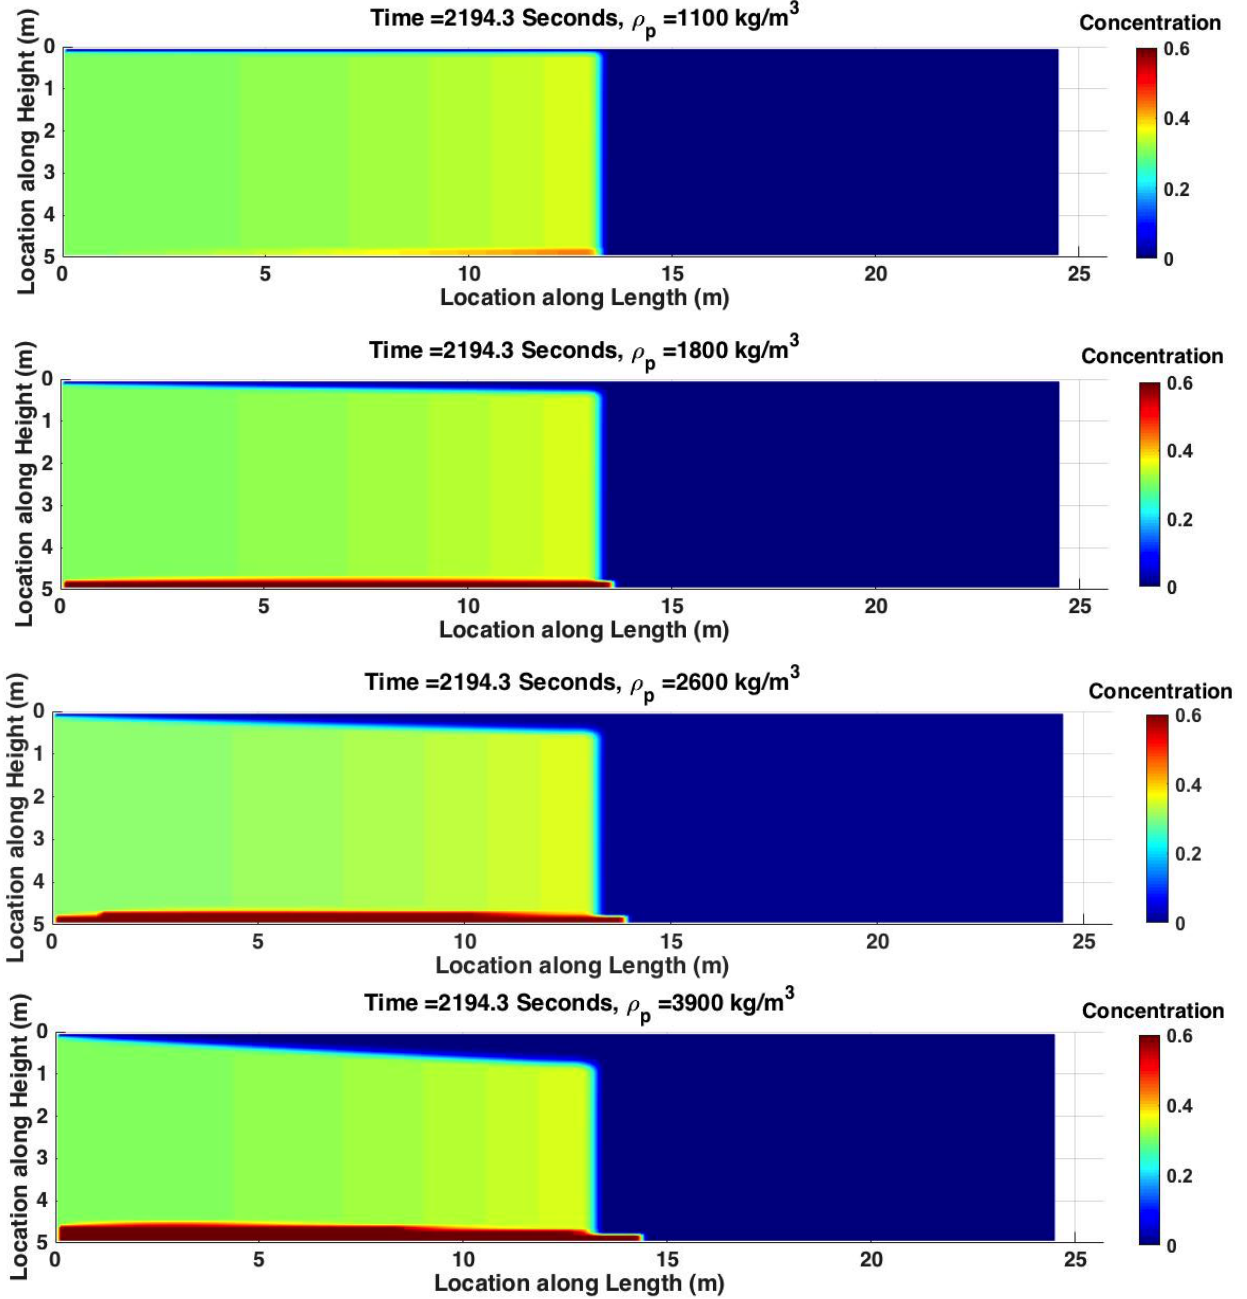 Time =2194.3 Seconds, ρp =1100 kg/m3
Concentration
Location along Height (m)
0
1
2
3
4
5
0 5 10 15 20 25
Location along Length (m)
0.6
0.4
0.2
0
Time =2194.3 Seconds, ρp =1800 kg/m3
Concentration
Location along Height (m)
0
1
2
3
4
5
0 5 10 15 20 25
Location along Length (m)
0.6
0.4
0.2
0
Time =2194.3 Seconds, ρp =2600 kg/m3
Concentration
Location along Height (m)
0
1
2
3
4
5
0 5 10 15 20 25
Location along Length (m)
0.6
0.4
0.2
0
Time =2194.3 Seconds, ρp =3900 kg/m3
Concentration
Location along Height (m)
0
1
2
3
4
5
0 5 10 15 20 25
Location along Length (m)
0.6
0.4
0.2
0